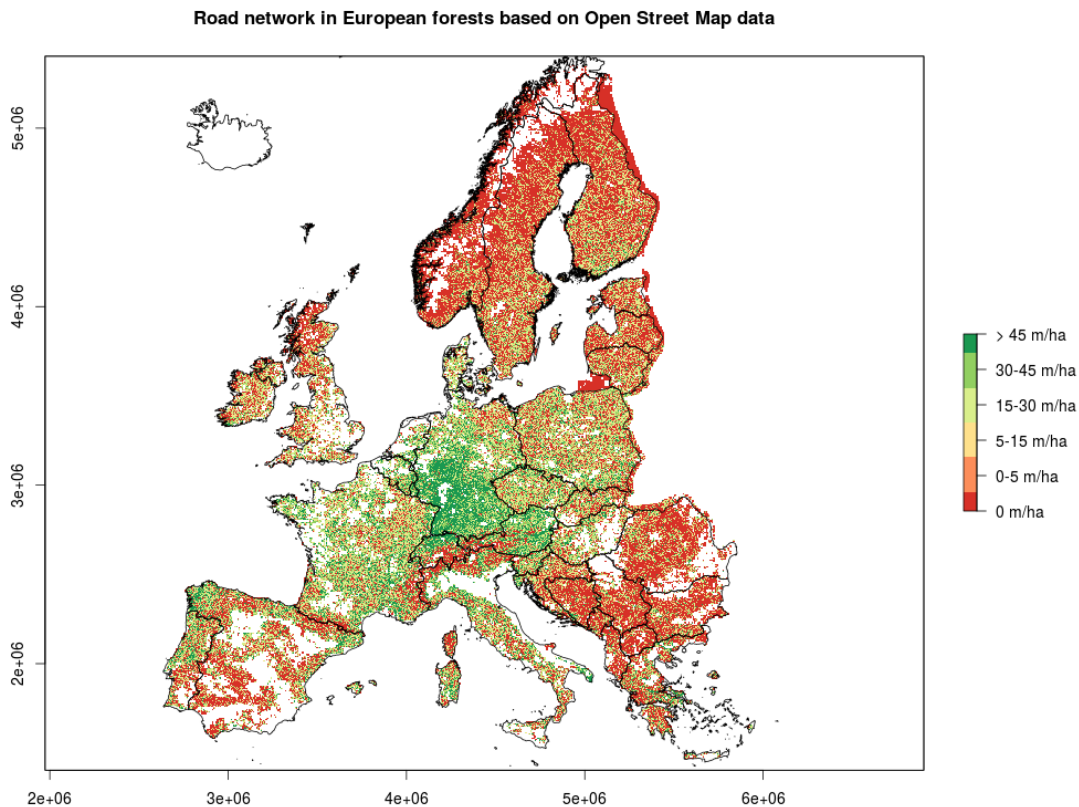 Road network in European forests based on Open Street Map data
5e+06
4e+06
3e+06
2e+06
2e+06
3e+06
4e+06
5e+06
6e+06
> 45 m/ha
30-45 m/ha
15-30 m/ha
5-15 m/ha
0-5 m/ha
0 m/ha